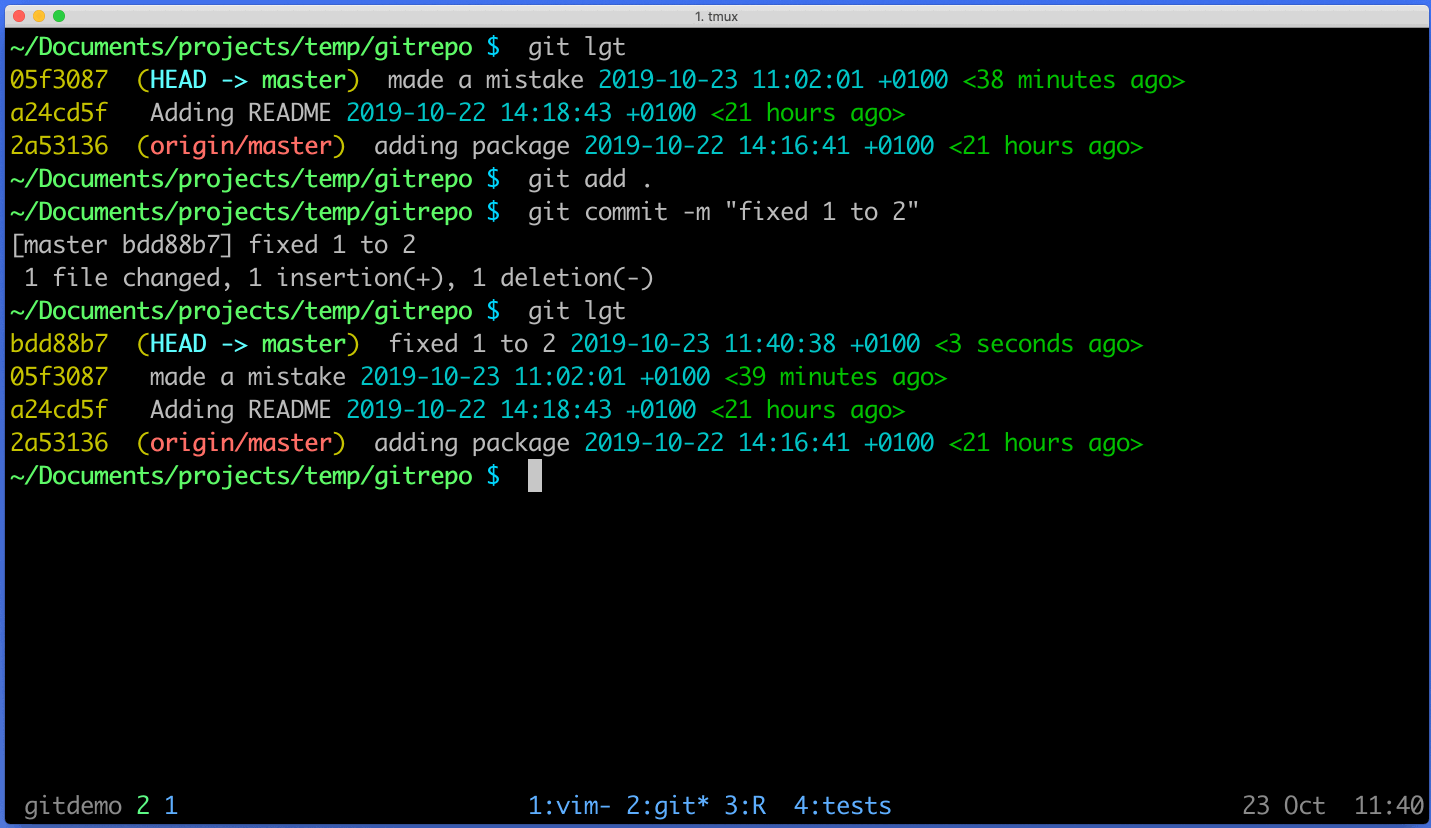 1. tmux
~/Documents/projects/temp/gitrepo $  git lgt
05f3087  (HEAD -> master)  made a mistake 2019-10-23 11:02:01 +0100 <38 minutes ago>
a24cd5f   Adding README 2019-10-22 14:18:43 +0100 <21 hours ago>
2a53136  (origin/master)  adding package 2019-10-22 14:16:41 +0100 <21 hours ago>
~/Documents/projects/temp/gitrepo $  git add .
~/Documents/projects/temp/gitrepo $  git commit -m "fixed 1 to 2"
[master bdd88b7] fixed 1 to 2
 1 file changed, 1 insertion(+), 1 deletion(-)
~/Documents/projects/temp/gitrepo $  git lgt
bdd88b7  (HEAD -> master)  fixed 1 to 2 2019-10-23 11:40:38 +0100 <3 seconds ago>
05f3087   made a mistake 2019-10-23 11:02:01 +0100 <39 minutes ago>
a24cd5f   Adding README 2019-10-22 14:18:43 +0100 <21 hours ago>
2a53136  (origin/master)  adding package 2019-10-22 14:16:41 +0100 <21 hours ago>
~/Documents/projects/temp/gitrepo $
gitdemo 2 1 1:vim- 2:git* 3:R  4:tests 23 Oct  11:40